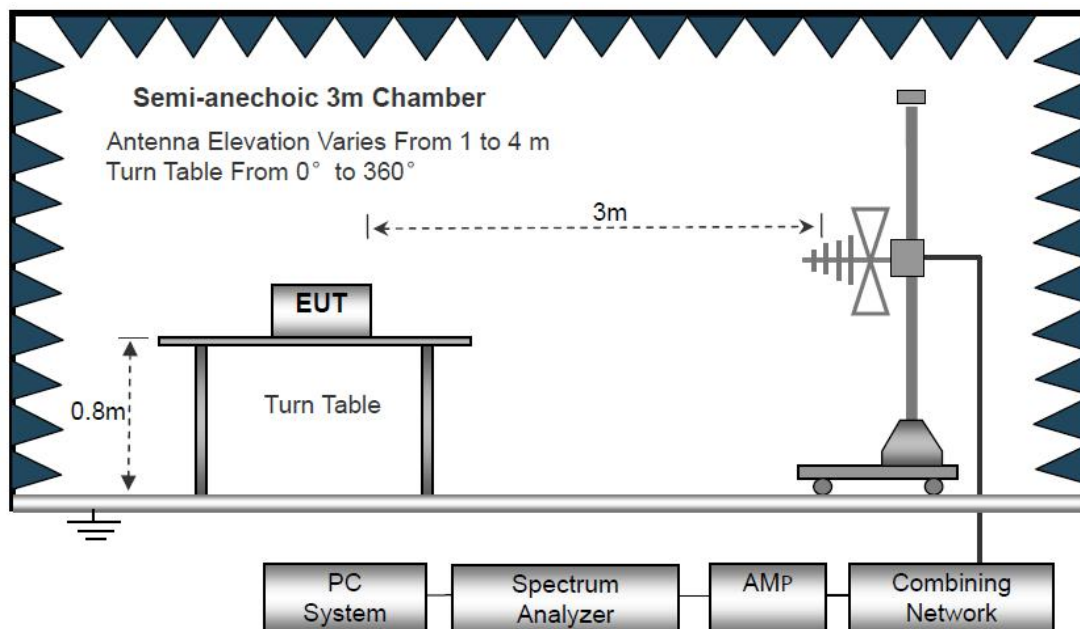 Semi-anechoic 3m Chamber
Antenna Elevation Varies From 1 to 4 m
Turn Table From 0° to 360°
3m
EUT
0.8m
Turn Table
PC
System
Spectrum
Analyzer
AMP
Combining
Network